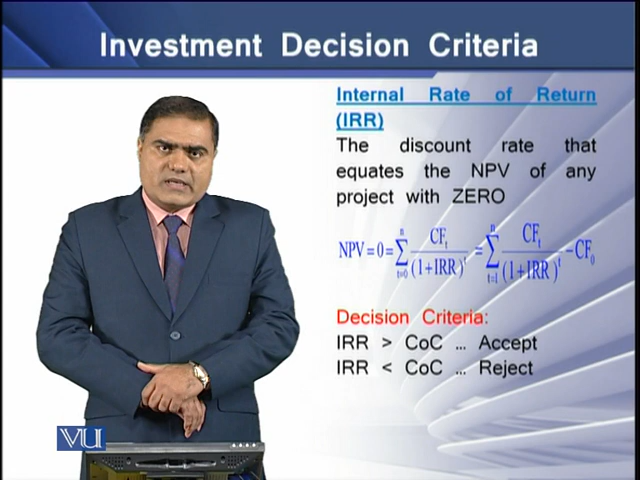 Investment Decision Criteria
Internal Rate of Return
(IRR)
The discount rate that
equates the NPV of any
project with ZERO
NPV=0=∑_{t=0}^{n} CF_t/(1+IRR)^t = ∑_{t=1}^{n} CF_t/(1+IRR)^t −CF_0
Decision Criteria:
IRR > CoC ... Accept
IRR < CoC ... Reject
VU